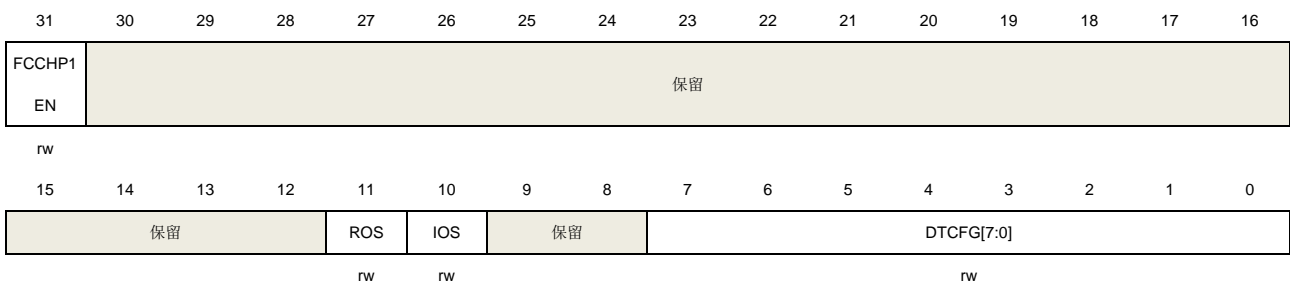 31 30 29 28 27 26 25 24 23 22 21 20 19 18 17 16
FCCHP1
EN
保留
rw
15 14 13 12 11 10 9 8 7 6 5 4 3 2 1 0
保留 ROS IOS 保留 DTCFG[7:0]
rw rw rw